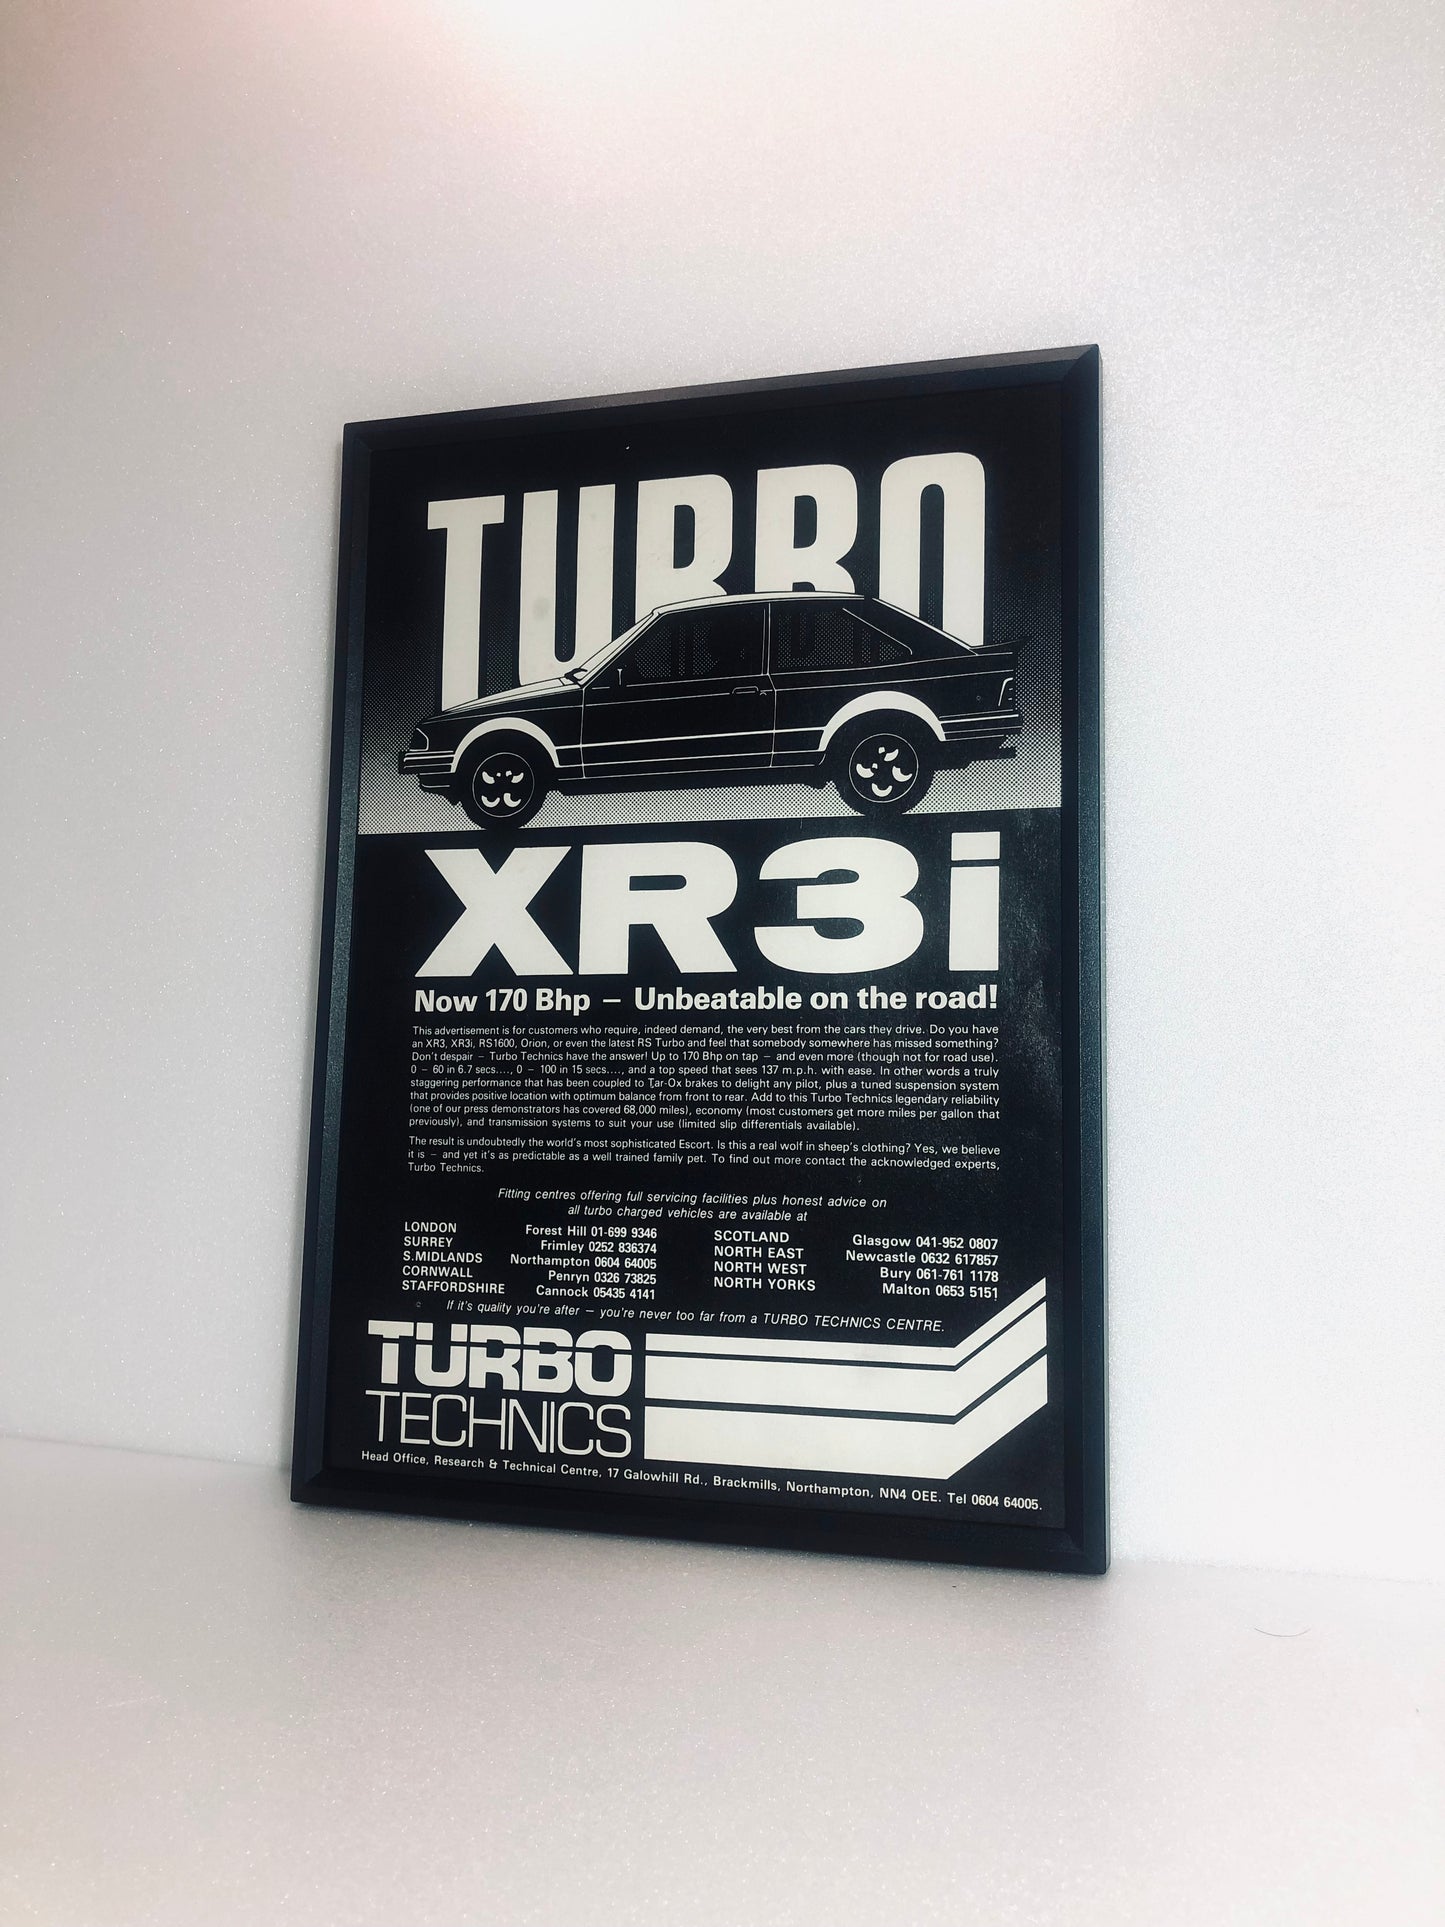 TURBO
XR3i
Now 170 Bhp – Unbeatable on the road!
This advertisement is for customers who require, indeed demand, the very best from the cars they drive. Do you have
an XR3, XR3i, RS1600, Orion, or even the latest RS Turbo and feel that somebody somewhere has missed something?
Don't despair – Turbo Technics have the answer! Up to 170 Bhp on tap – and even more (though not for road use).
0 – 60 in 6.7 secs...., 0 – 100 in 15 secs...., and a top speed that sees 137 m.p.h. with ease. In other words a truly
staggering performance that has been coupled to Tar-Ox brakes to delight any pilot, plus a tuned suspension system
that provides positive location with optimum balance from front to rear. Add to this Turbo Technics legendary reliability
(one of our press demonstrators has covered 68,000 miles), economy (most customers get more miles per gallon that
previously), and transmission systems to suit your use (limited slip differentials available).
The result is undoubtedly the world's most sophisticated Escort. Is this a real wolf in sheep's clothing? Yes, we believe
it is – and yet it's as predictable as a well trained family pet. To find out more contact the acknowledged experts,
Turbo Technics.
Fitting centres offering full servicing facilities plus honest advice on
all turbo charged vehicles are available at
LONDON Forest Hill 01-699 9346
SURREY Frimley 0252 836374
S.MIDLANDS Northampton 0604 64005
CORNWALL Penryn 0326 73825
STAFFORDSHIRE Cannock 05435 4141
SCOTLAND Glasgow 041-952 0807
NORTH EAST Newcastle 0632 617857
NORTH WEST Bury 061-761 1178
NORTH YORKS Malton 0653 5151
If it's quality you're after – you're never too far from a TURBO TECHNICS CENTRE.
TURBO
TECHNICS
Head Office, Research & Technical Centre, 17 Galowhill Rd., Brackmills, Northampton, NN4 OEE. Tel 0604 64005.